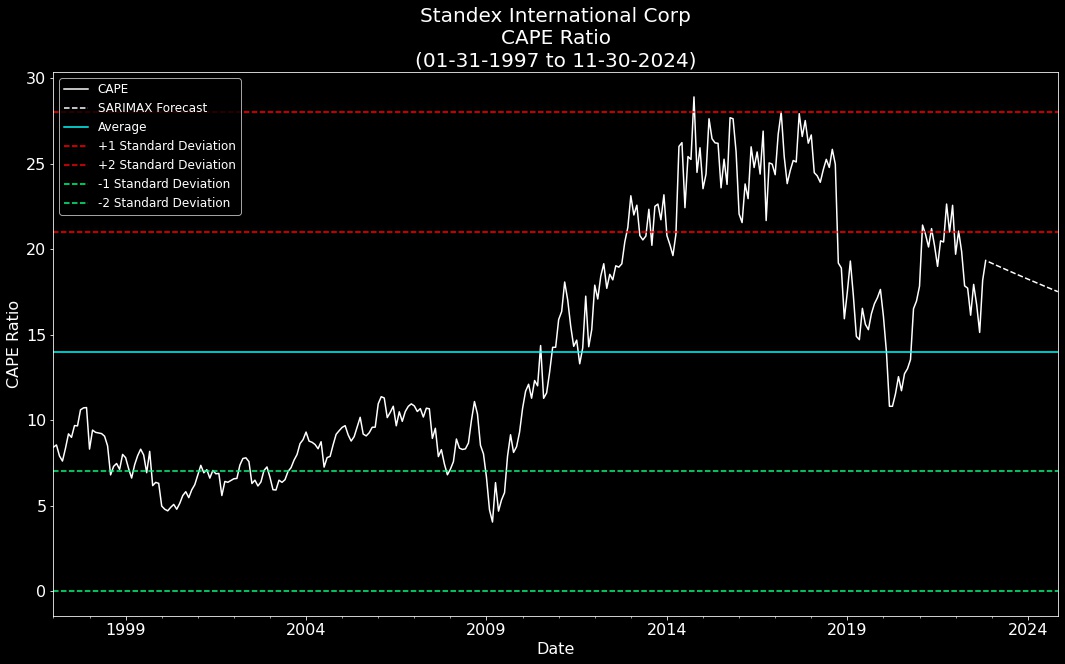 Standex International Corp
CAPE Ratio
(01-31-1997 to 11-30-2024)
CAPE
SARIMAX Forecast
Average
+1 Standard Deviation
+2 Standard Deviation
-1 Standard Deviation
-2 Standard Deviation
30
25
20
15
10
5
0
CAPE Ratio
1999 2004 2009 2014 2019 2024
Date